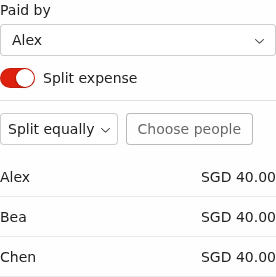 Paid by
Alex
Split expense
Split equally Choose people
Alex SGD 40.00
Bea SGD 40.00
Chen SGD 40.00